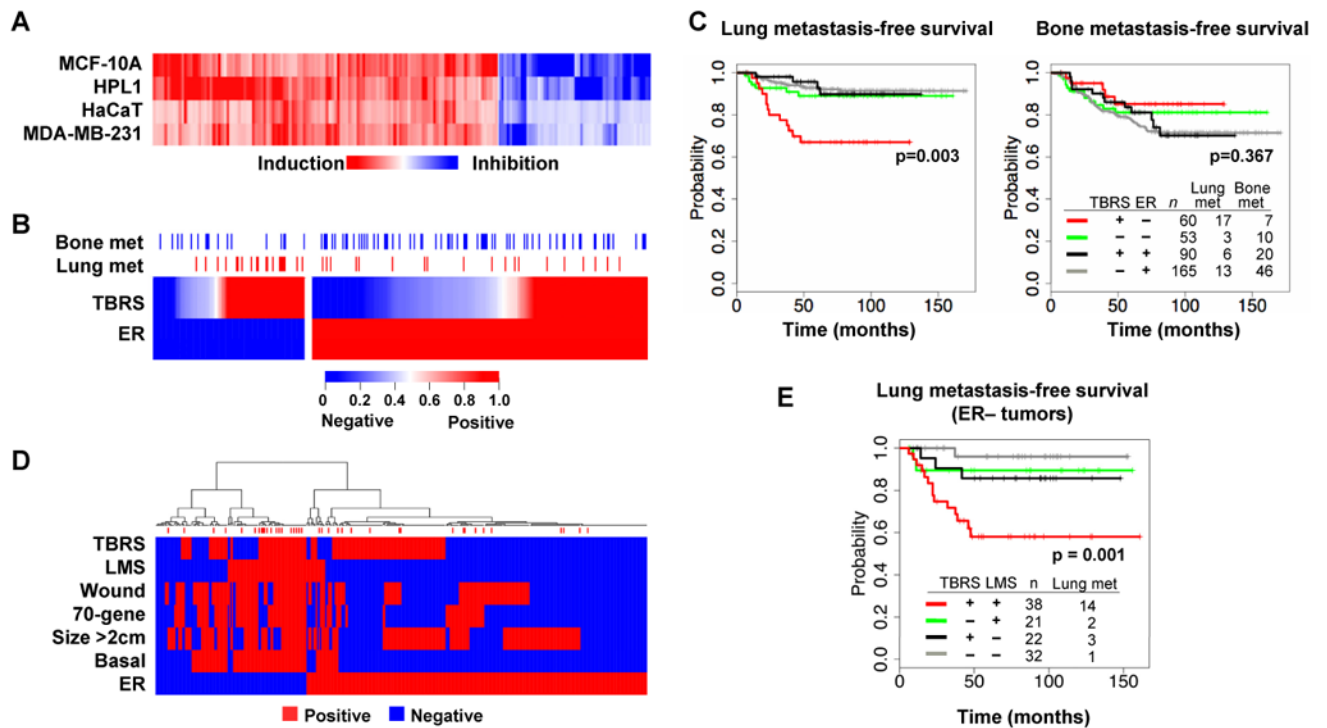 A
MCF-10A
HPL1
HaCaT
MDA-MB-231
Induction Inhibition
B
Bone met
Lung met
TBRS
ER
0 0.2 0.4 0.6 0.8 1.0
Negative Positive
C
Lung metastasis-free survival
Probability
0.0 0.2 0.4 0.6 0.8 1.0
p=0.003
0 50 100 150
Time (months)
Bone metastasis-free survival
Probability
0.0 0.2 0.4 0.6 0.8 1.0
p=0.367
Lung Bone
TBRS ER n met met
+ − 60 17 7
− − 53 3 10
+ + 90 6 20
− + 165 13 46
0 50 100 150
Time (months)
D
TBRS
LMS
Wound
70-gene
Size >2cm
Basal
ER
Positive Negative
E
Lung metastasis-free survival
(ER– tumors)
Probability
0.0 0.2 0.4 0.6 0.8 1.0
p = 0.001
TBRS LMS n Lung met
+ + 38 14
− + 21 2
+ − 22 3
− − 32 1
0 50 100 150
Time (months)